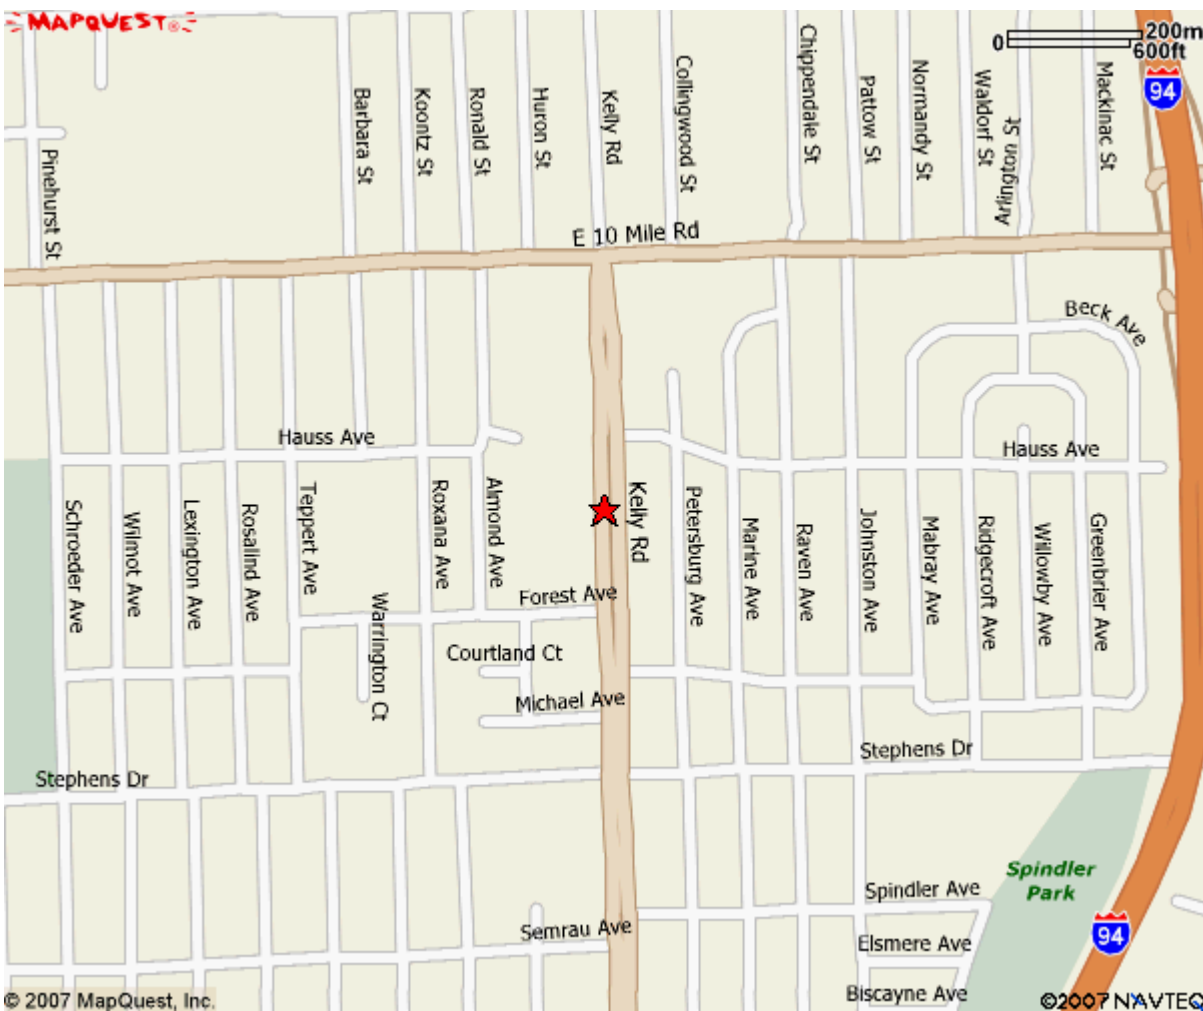 MAPQUEST®
0 200m
600ft
94
Pinehurst St
Barbara St
Koontz St
Ronald St
Huron St
Kelly Rd
Collingwood St
Chippendale St
Pattow St
Normandy St
Waldorf St
Arlington St
Mackinac St
E 10 Mile Rd
Beck Ave
Hauss Ave
Hauss Ave
Schroeder Ave
Wilmot Ave
Lexington Ave
Rosalind Ave
Teppert Ave
Warrington Ct
Roxana Ave
Almond Ave
Kelly Rd
Petersburg Ave
Marine Ave
Raven Ave
Johnston Ave
Mabray Ave
Ridgecroft Ave
Willowby Ave
Greenbrier Ave
Forest Ave
Courtland Ct
Michael Ave
Stephens Dr
Stephens Dr
Spindler
Park
Spindler Ave
Semrau Ave
Elsmere Ave
94
Biscayne Ave
© 2007 MapQuest, Inc.
©2007 NAVTEQ